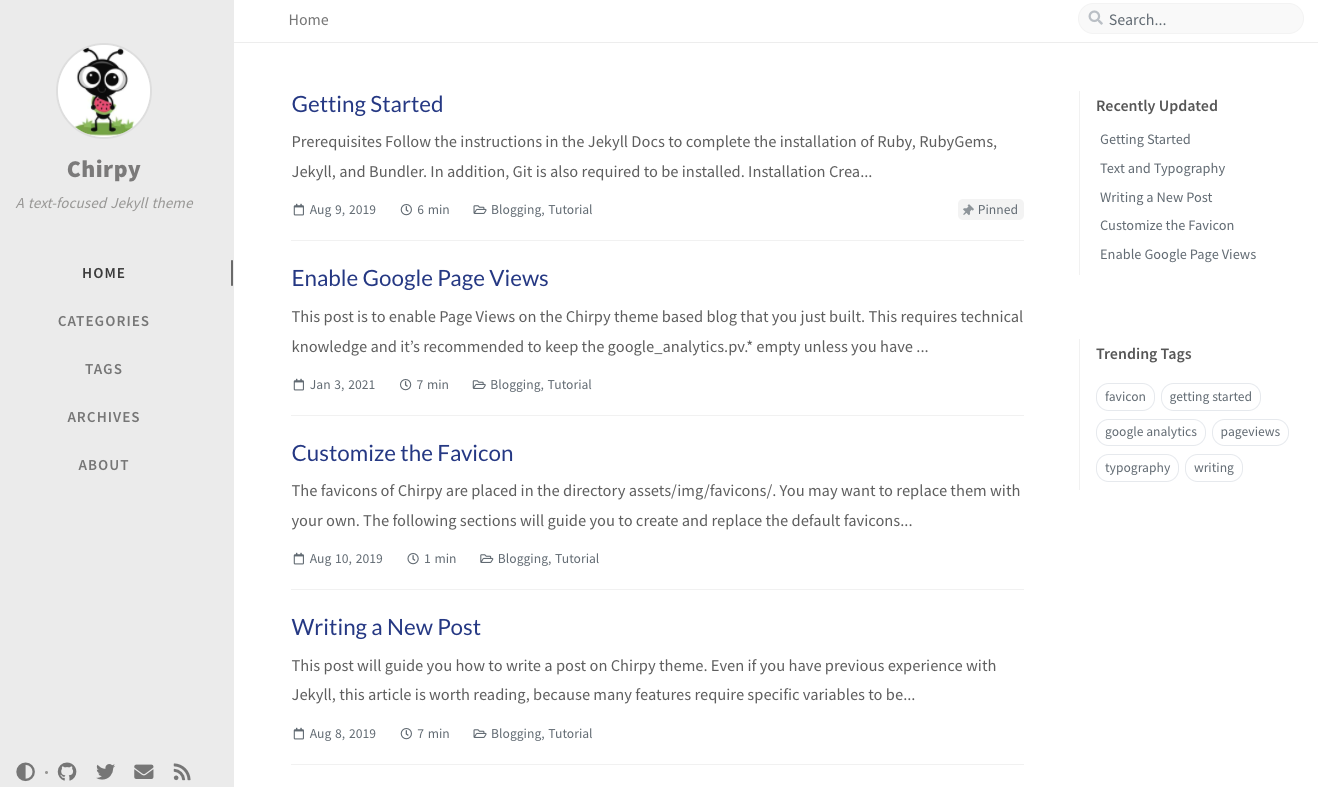 Chirpy
A text-focused Jekyll theme
HOME
CATEGORIES
TAGS
ARCHIVES
ABOUT
Home
Search...
Getting Started
Prerequisites Follow the instructions in the Jekyll Docs to complete the installation of Ruby, RubyGems,
Jekyll, and Bundler. In addition, Git is also required to be installed. Installation Crea...
Aug 9, 2019 6 min Blogging, Tutorial Pinned
Enable Google Page Views
This post is to enable Page Views on the Chirpy theme based blog that you just built. This requires technical
knowledge and it’s recommended to keep the google_analytics.pv.* empty unless you have ...
Jan 3, 2021 7 min Blogging, Tutorial
Customize the Favicon
The favicons of Chirpy are placed in the directory assets/img/favicons/. You may want to replace them with
your own. The following sections will guide you to create and replace the default favicons...
Aug 10, 2019 1 min Blogging, Tutorial
Writing a New Post
This post will guide you how to write a post on Chirpy theme. Even if you have previous experience with
Jekyll, this article is worth reading, because many features require specific variables to be...
Aug 8, 2019 7 min Blogging, Tutorial
Recently Updated
Getting Started
Text and Typography
Writing a New Post
Customize the Favicon
Enable Google Page Views
Trending Tags
favicon getting started
google analytics pageviews
typography writing